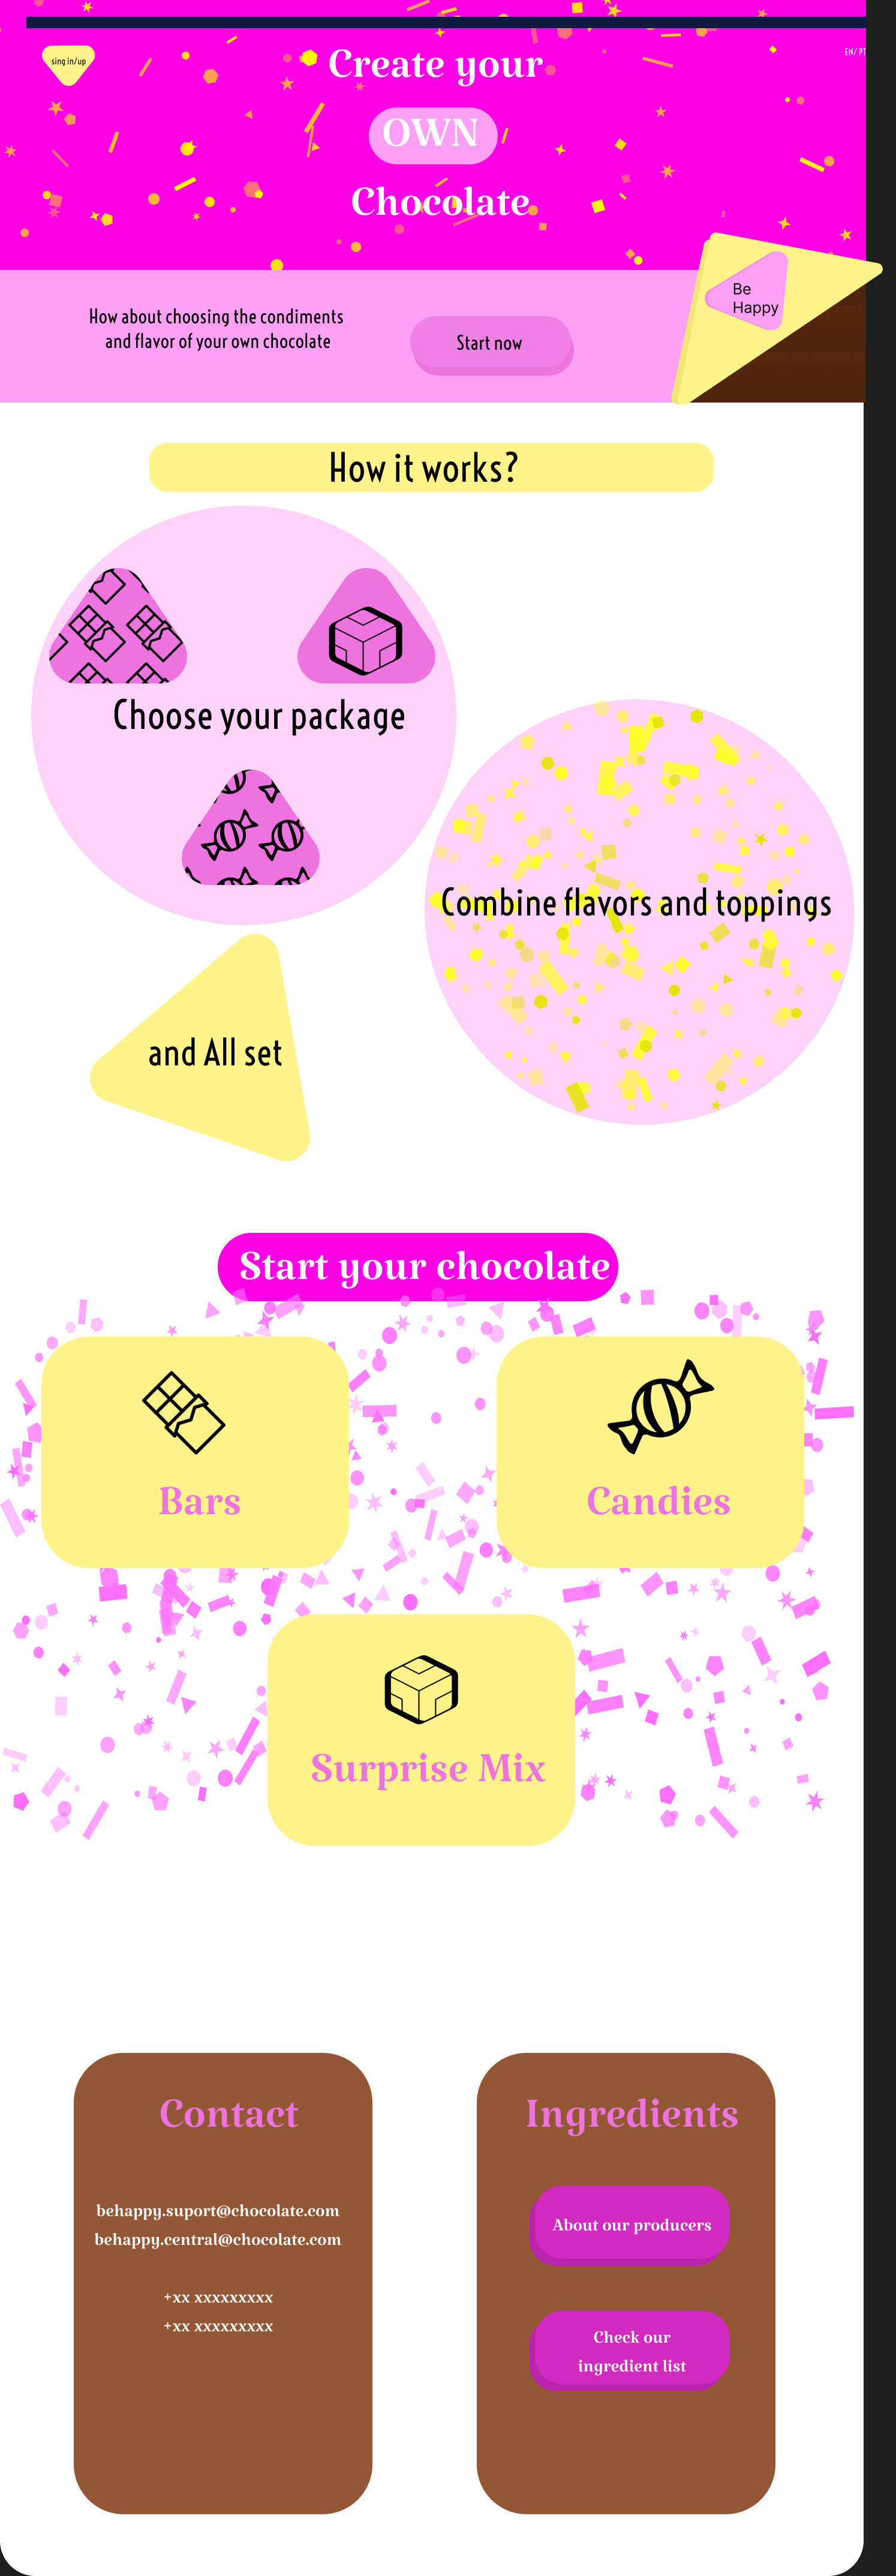 sing in/up
EN/ PT
Create your
OWN
Chocolate
Be
Happy
How about choosing the condiments
and flavor of your own chocolate
Start now
How it works?
Choose your package
Combine flavors and toppings
and All set
Start your chocolate
Bars
Candies
Surprise Mix
Contact
behappy.suport@chocolate.com
behappy.central@chocolate.com
+xx xxxxxxxxx
+xx xxxxxxxxx
Ingredients
About our producers
Check our
ingredient list